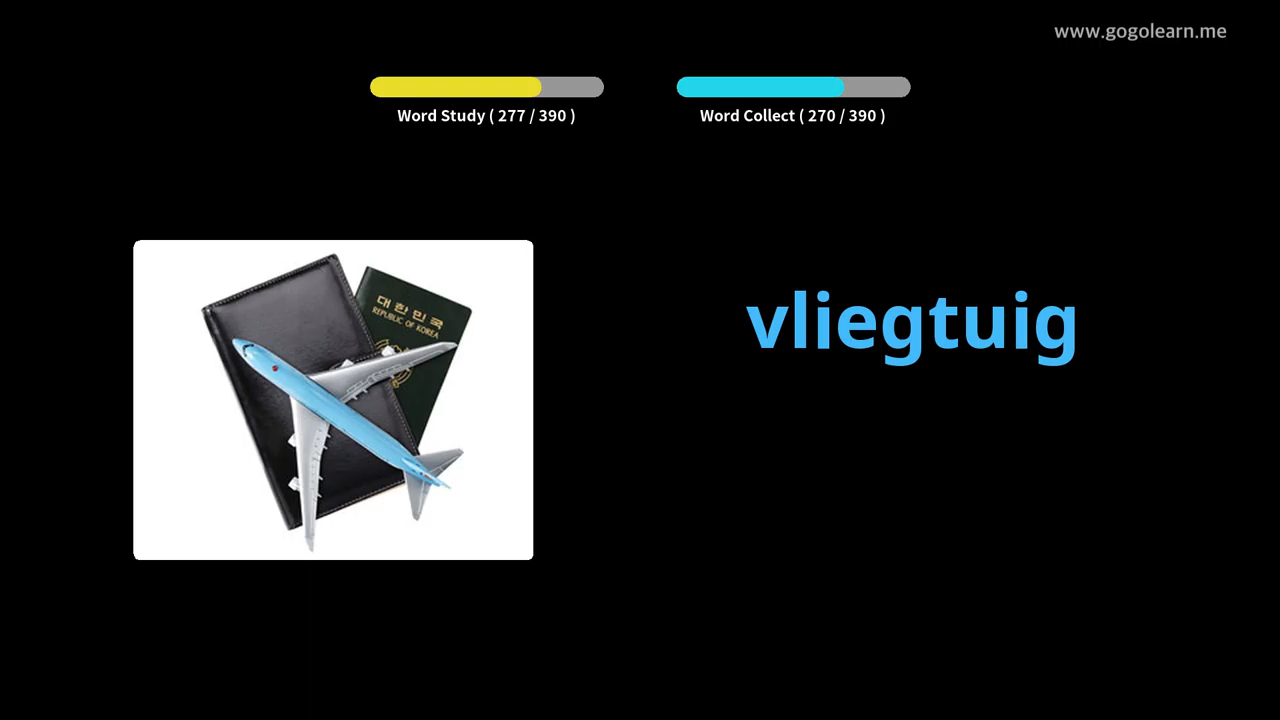 www.gogolearn.me
Word Study ( 277 / 390 )
Word Collect ( 270 / 390 )
대한민국
REPUBLIC OF KOREA
vliegtuig